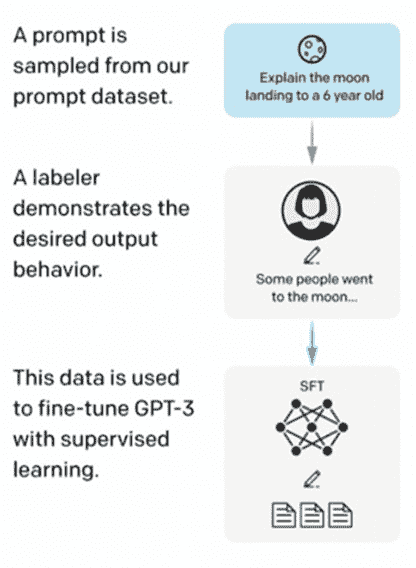 A prompt is
sampled from our
prompt dataset.
Explain the moon
landing to a 6 year old
A labeler
demonstrates the
desired output
behavior.
Some people went
to the moon...
This data is used
to fine-tune GPT-3
with supervised
learning.
SFT